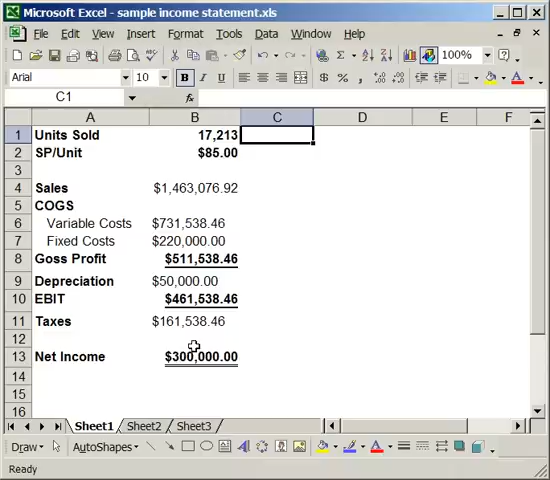 Microsoft Excel - sample income statement.xls
File Edit View Insert Format Tools Data Window Help
100%
Arial 10 B I U $ %
C1 fx
A B C D E F
1 Units Sold 17,213
2 SP/Unit $85.00
3
4 Sales $1,463,076.92
5 COGS
6 Variable Costs $731,538.46
7 Fixed Costs $220,000.00
8 Goss Profit $511,538.46
9 Depreciation $50,000.00
10 EBIT $461,538.46
11 Taxes $161,538.46
12
13 Net Income $300,000.00
14
15
16
Sheet1 Sheet2 Sheet3
Draw AutoShapes
Ready